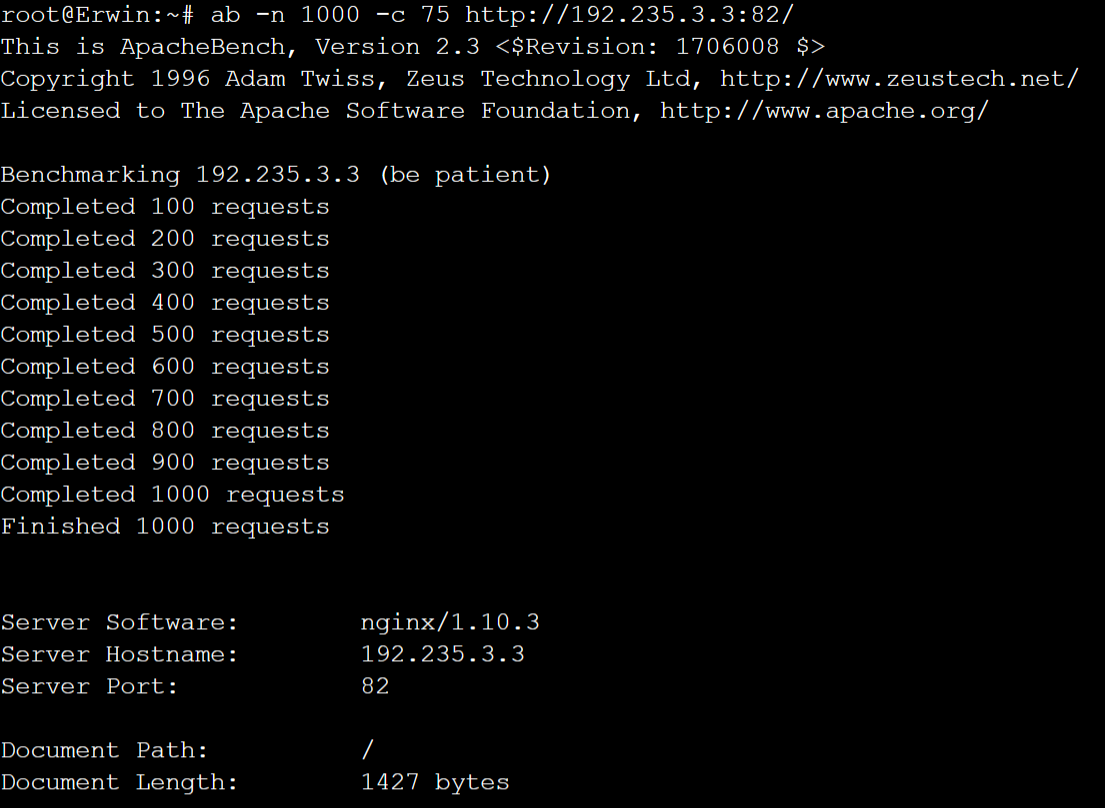 root@Erwin:~# ab -n 1000 -c 75 http://192.235.3.3:82/
This is ApacheBench, Version 2.3 <$Revision: 1706008 $>
Copyright 1996 Adam Twiss, Zeus Technology Ltd, http://www.zeustech.net/
Licensed to The Apache Software Foundation, http://www.apache.org/

Benchmarking 192.235.3.3 (be patient)
Completed 100 requests
Completed 200 requests
Completed 300 requests
Completed 400 requests
Completed 500 requests
Completed 600 requests
Completed 700 requests
Completed 800 requests
Completed 900 requests
Completed 1000 requests
Finished 1000 requests

Server Software:        nginx/1.10.3
Server Hostname:        192.235.3.3
Server Port:            82

Document Path:          /
Document Length:        1427 bytes